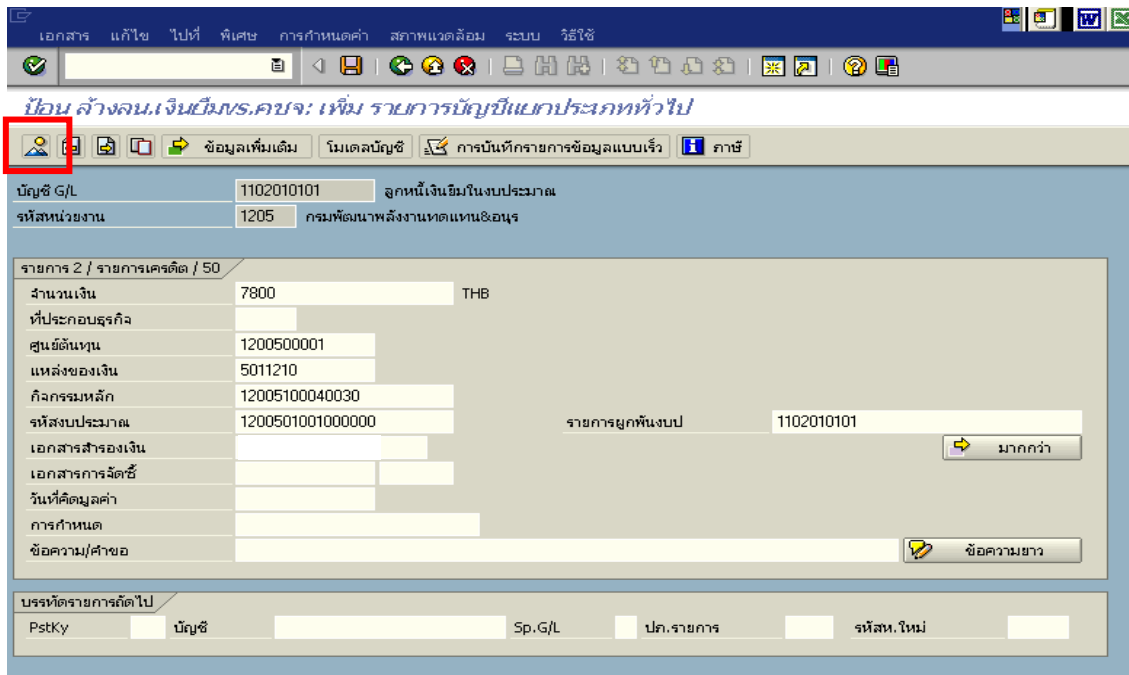 เอกสาร แก้ไข ไปที่ พิเศษ การกำหนดค่า สภาพแวดล้อม ระบบ วิธีใช้
ป้อน ล้างลน.เงินยืมvs.คชจ: เพิ่ม รายการบัญชีแยกประเภททั่วไป
ข้อมูลเพิ่มเติม โมเดลบัญชี การบันทึกรายการข้อมูลแบบเร็ว ภาษี
บัญชี G/L 1102010101 ลูกหนี้เงินยืมในงบประมาณ
รหัสหน่วยงาน 1205 กรมพัฒนาพลังงานทดแทน&อนุร
รายการ 2 / รายการเครดิต / 50
จำนวนเงิน 7800 THB
ที่ประกอบธุรกิจ
ศูนย์ต้นทุน 1200500001
แหล่งของเงิน 5011210
กิจกรรมหลัก 12005100040030
รหัสงบประมาณ 1200501001000000 รายการผูกพันงบป 1102010101
เอกสารสำรองเงิน มากกว่า
เอกสารการจัดซื้
วันที่คิดมูลค่า
การกำหนด
ข้อความ/คำขอ ข้อความยาว
บรรทัดรายการถัดไป
PstKy บัญชี Sp.G/L ปภ.รายการ รหัสห.ใหม่